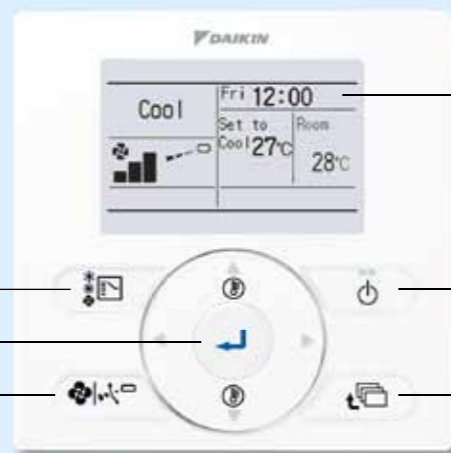 DAIKIN
Cool
Fri 12:00
Set to
Cool 27°C
Room
28°C